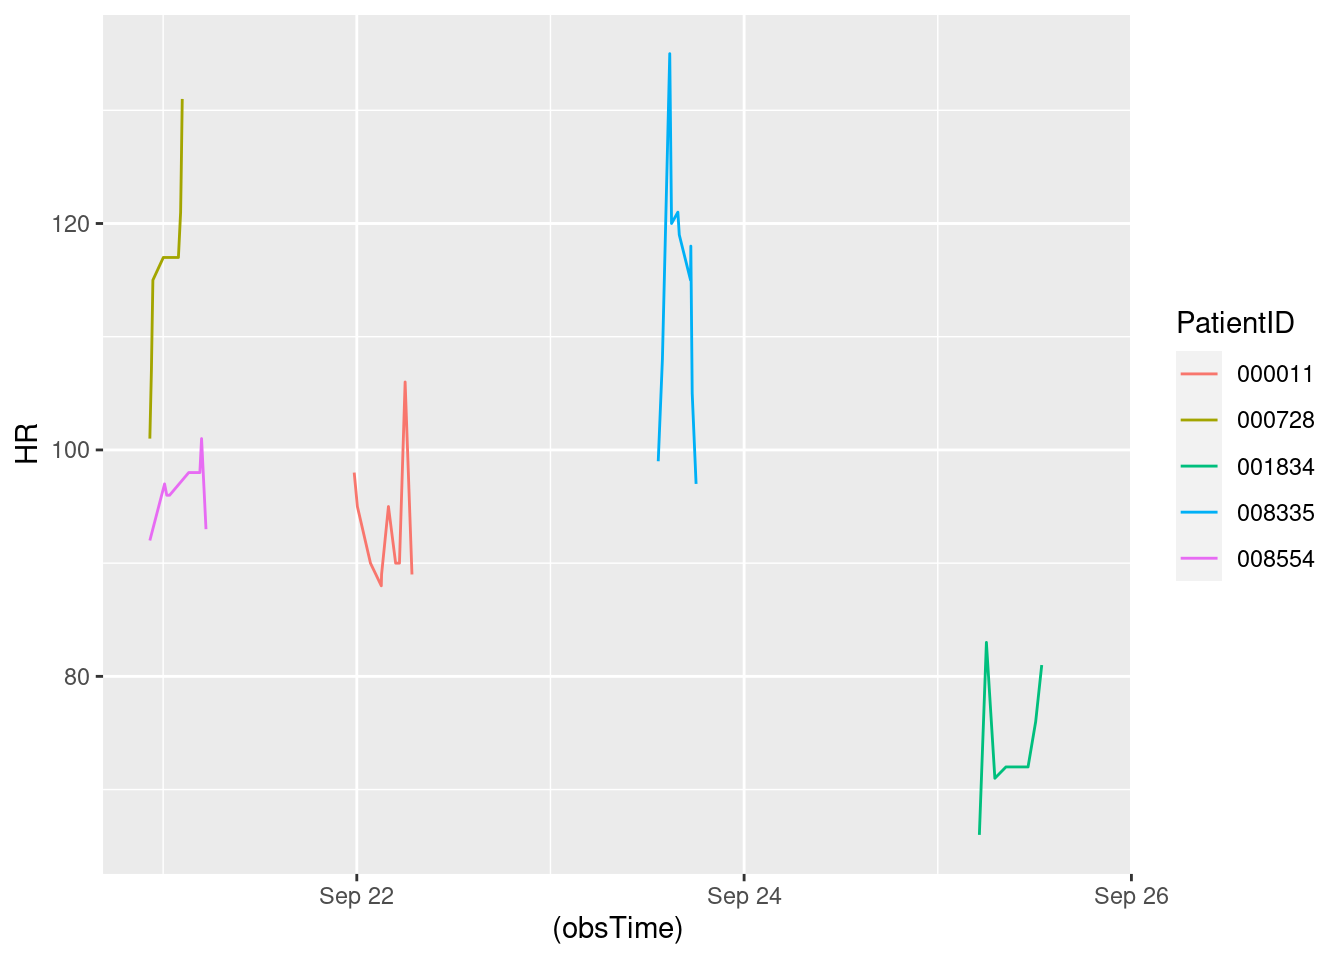 HR
120
100
80
Sep 22
Sep 24
Sep 26
(obsTime)
PatientID
000011
000728
001834
008335
008554